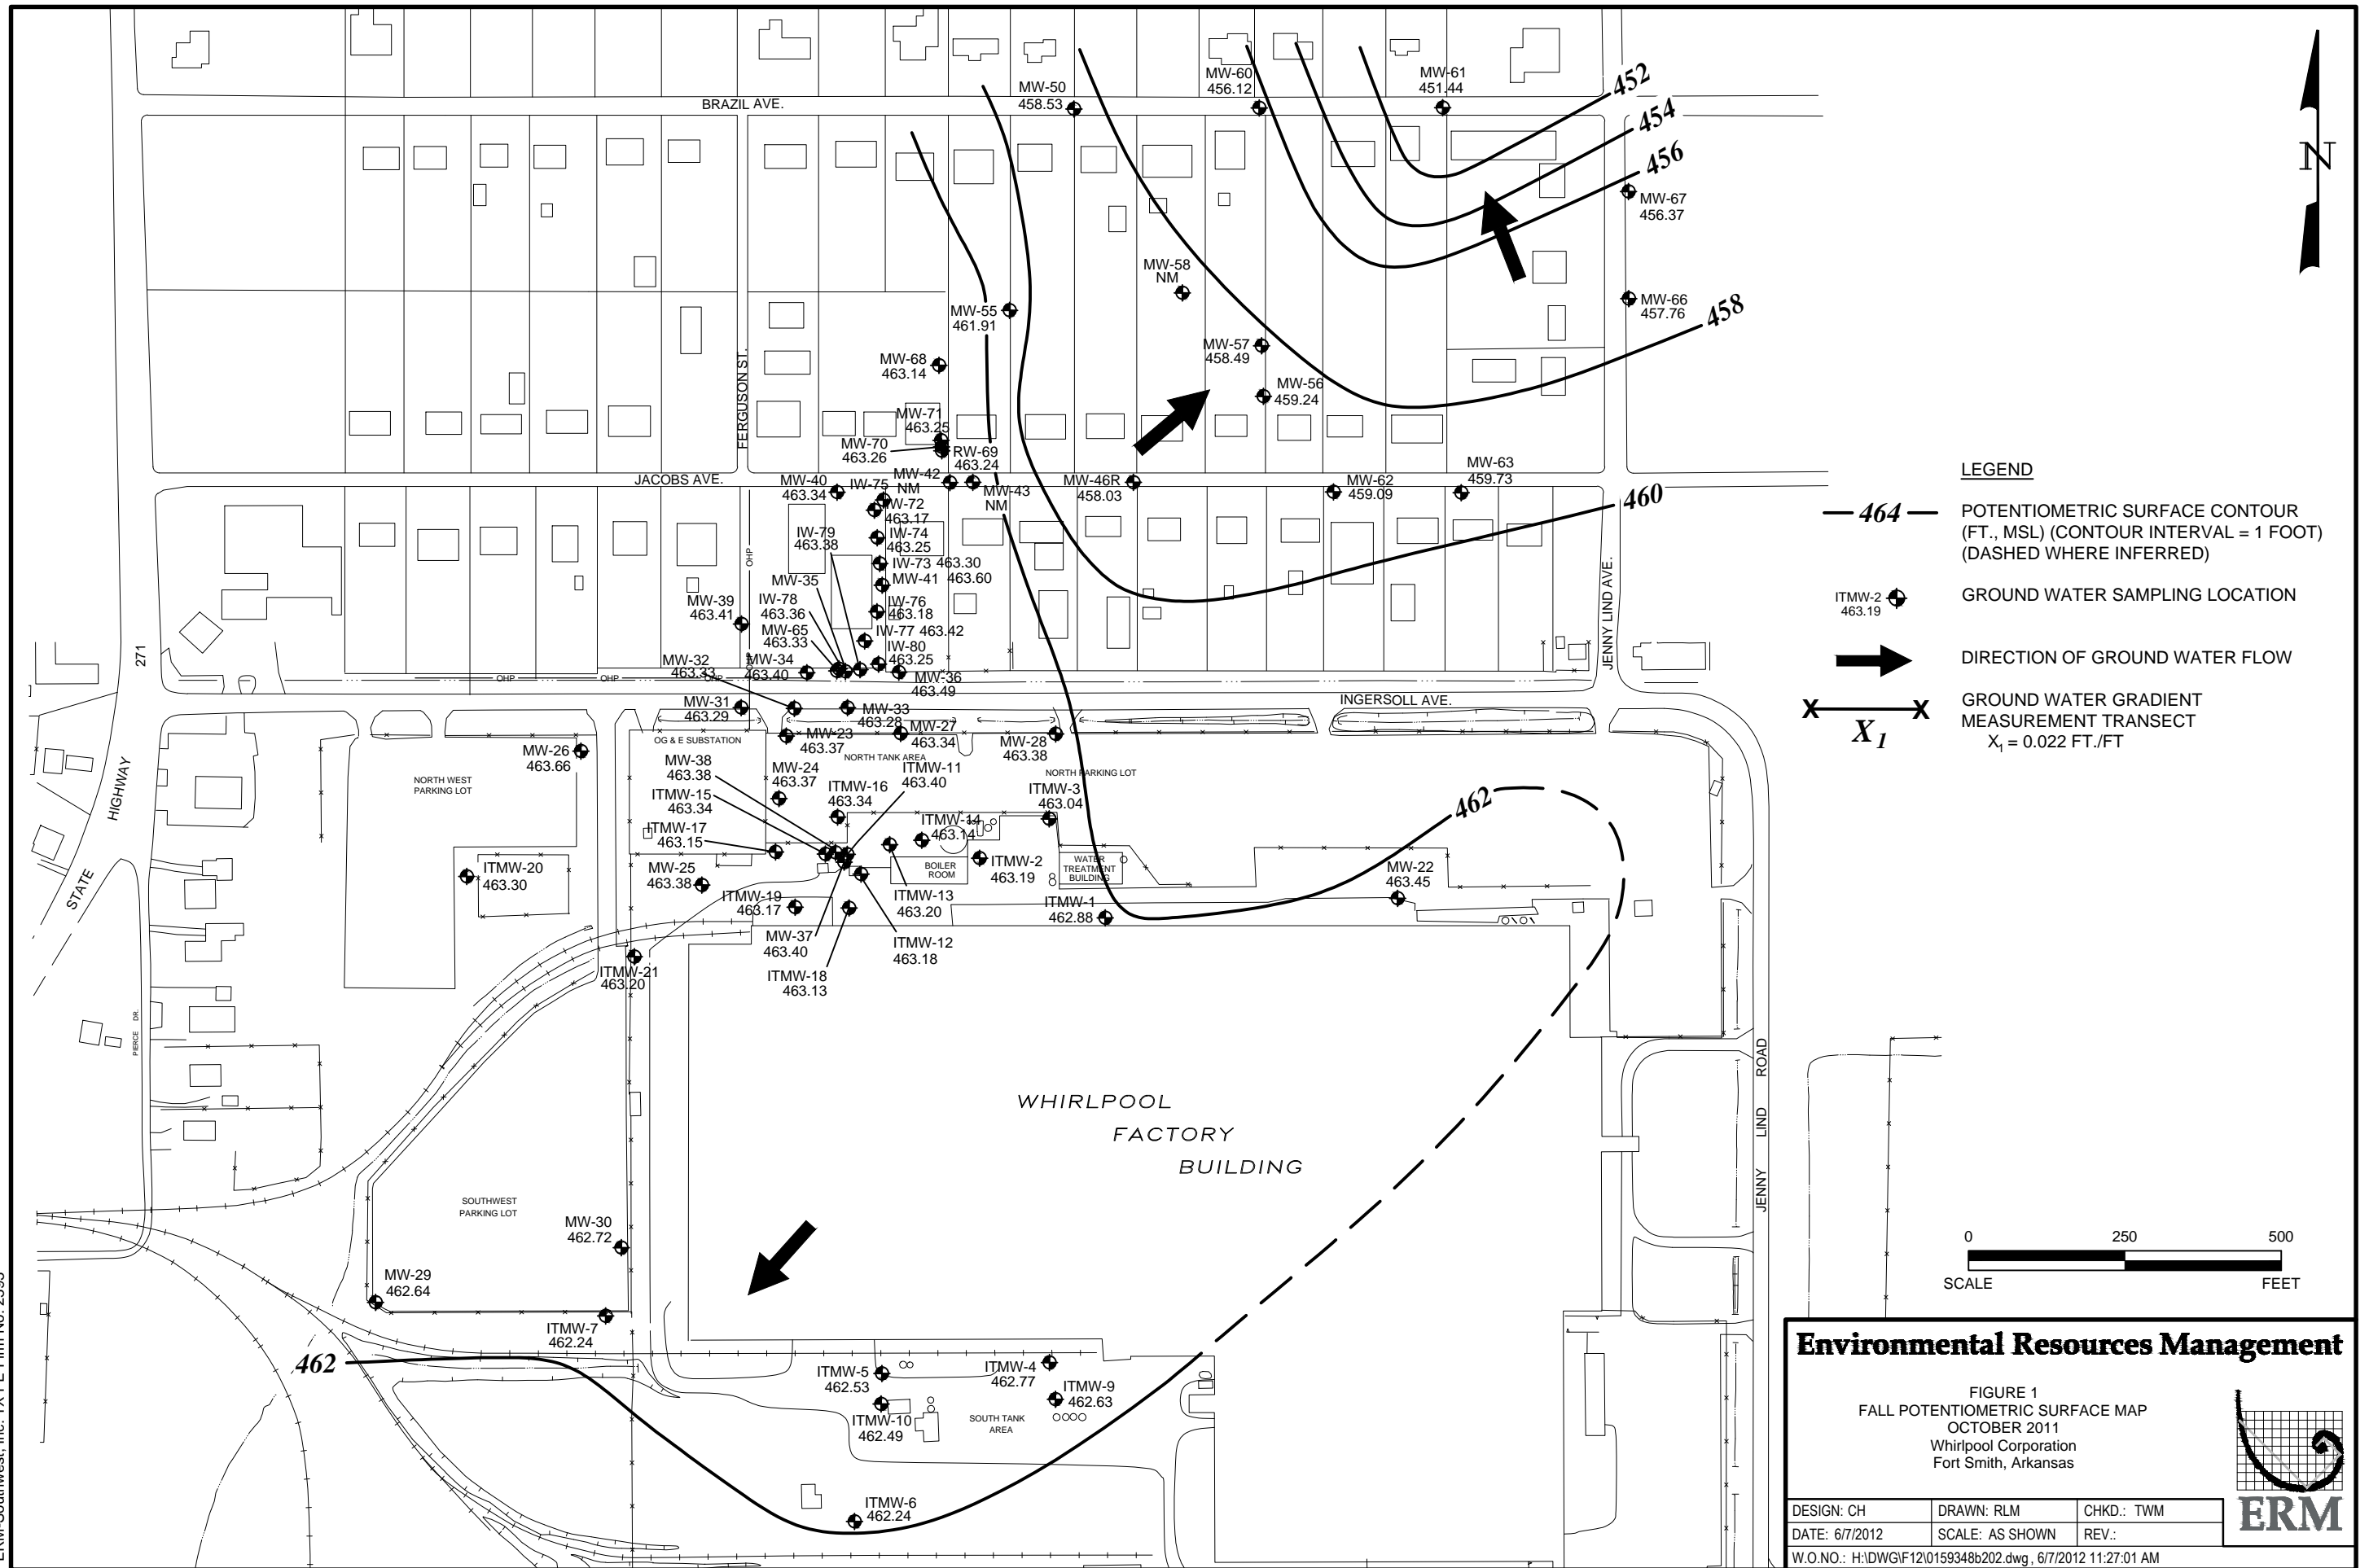 452
MW-60
456.12
MW-61
451.44
MW-50
458.53
BRAZIL AVE.
454
456
N
MW-67
456.37
MW-58
NM
MW-66
457.76
458
MW-55
461.91
MW-57
458.49
MW-68
463.14
FERGUSON ST.
MW-56
459.24
MW-71
463.25
MW-70
463.26
RW-69
463.24
JACOBS AVE.
MW-40
463.34
IW-75
MW-42
NM
MW-43
NM
MW-46R
458.03
MW-62
459.09
MW-63
459.73
460
IW-72
463.17
IW-79
463.38
IW-74
463.25
IW-73 463.30
MW-41 463.60
OHP
MW-35
MW-39
463.41
IW-78
463.36
IW-76
463.18
MW-65
463.33
IW-77 463.42
IW-80
463.25
MW-32
463.33
MW-34
463.40
MW-36
463.49
OHP
OHP
OHP
OHP
271
JENNY LIND AVE.
INGERSOLL AVE.
MW-31
463.29
MW-33
463.28
MW-23
463.37
MW-27
463.34
MW-28
463.38
OG & E SUBSTATION
NORTH TANK AREA
NORTH PARKING LOT
MW-26
463.66
NORTH WEST
PARKING LOT
MW-38
463.38
MW-24
463.37
ITMW-11
463.40
ITMW-16
463.34
ITMW-15
463.34
ITMW-3
463.04
462
STATE
HIGHWAY
ITMW-17
463.15
ITMW-14
463.14
BOILER
ROOM
ITMW-2
463.19
WATER
TREATMENT
BUILDING
ITMW-20
463.30
MW-25
463.38
MW-22
463.45
ITMW-19
463.17
ITMW-13
463.20
ITMW-1
462.88
MW-37
463.40
ITMW-12
463.18
ITMW-21
463.20
ITMW-18
463.13
PIERCE DR.
WHIRLPOOL
FACTORY
BUILDING
JENNY LIND ROAD
SOUTHWEST
PARKING LOT
MW-30
462.72
MW-29
462.64
ITMW-7
462.24
462
ITMW-5
462.53
ITMW-4
462.77
ITMW-9
462.63
ITMW-10
462.49
SOUTH TANK
AREA
ITMW-6
462.24
LEGEND
464
POTENTIOMETRIC SURFACE CONTOUR
(FT., MSL) (CONTOUR INTERVAL = 1 FOOT)
(DASHED WHERE INFERRED)
ITMW-2
463.19
GROUND WATER SAMPLING LOCATION
DIRECTION OF GROUND WATER FLOW
X X
X1
GROUND WATER GRADIENT
MEASUREMENT TRANSECT
X1 = 0.022 FT./FT
0 250 500
SCALE FEET
Environmental Resources Management
FIGURE 1
FALL POTENTIOMETRIC SURFACE MAP
OCTOBER 2011
Whirlpool Corporation
Fort Smith, Arkansas
ERM
DESIGN: CH DRAWN: RLM CHKD.: TWM
DATE: 6/7/2012 SCALE: AS SHOWN REV.:
W.O.NO.: H:\DWG\F12\0159348b202.dwg , 6/7/2012 11:27:01 AM